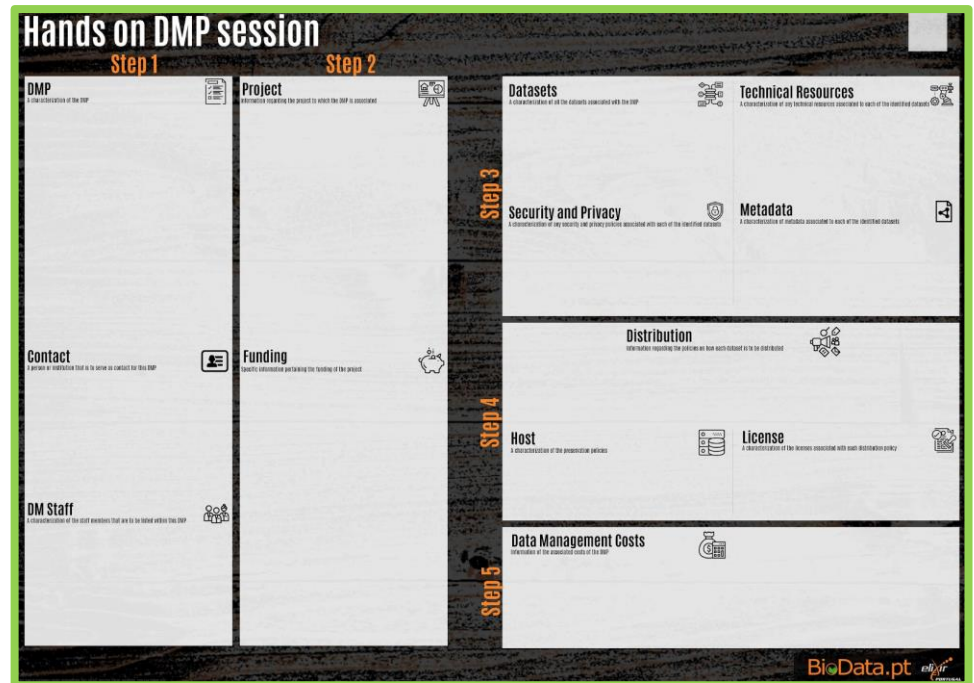 Hands on DMP session
Step 1
Step 2
DMP
A characterization of the DMP
Contact
A person or institution that is to serve as contact for this DMP
DM Staff
A characterization of the staff members that are to be listed within this DMP
Project
Information regarding the project to which the DMP is associated
Funding
Specific information pertaining the funding of the project
Step 3
Datasets
A characterization of all the datasets associated with the DMP
Technical Resources
A characterization of any technical resources associated to each of the identified datasets
Security and Privacy
A characterization of any security and privacy policies associated with each of the identified datasets
Metadata
A characterization of metadata associated to each of the identified datasets
Step 4
Distribution
Information regarding the policies on how each dataset is to be distributed
Host
A characterization of the preservation policies
License
A characterization of the licenses associated with each distribution policy
Step 5
Data Management Costs
Information of the associated costs of the DMP
BioData.pt
elixir
PORTUGAL